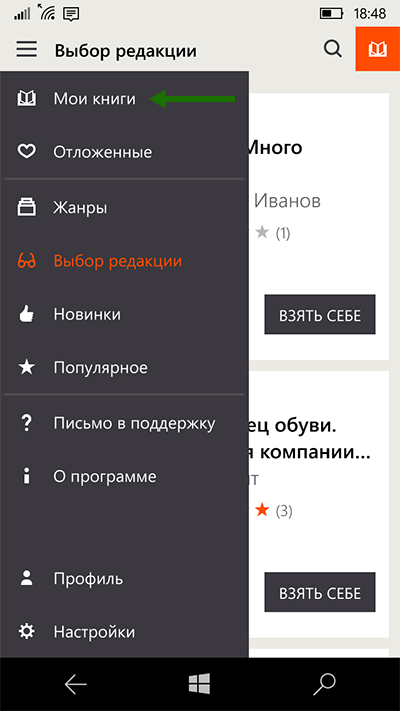 18:48
Выбор редакции
Мои книги
Много
Отложенные
Иванов
Жанры
(1)
Выбор редакции
Новинки
ВЗЯТЬ СЕБЕ
Популярное
Письмо в поддержку
ец обуви.
я компании...
О программе
нт
(3)
Профиль
ВЗЯТЬ СЕБЕ
Настройки